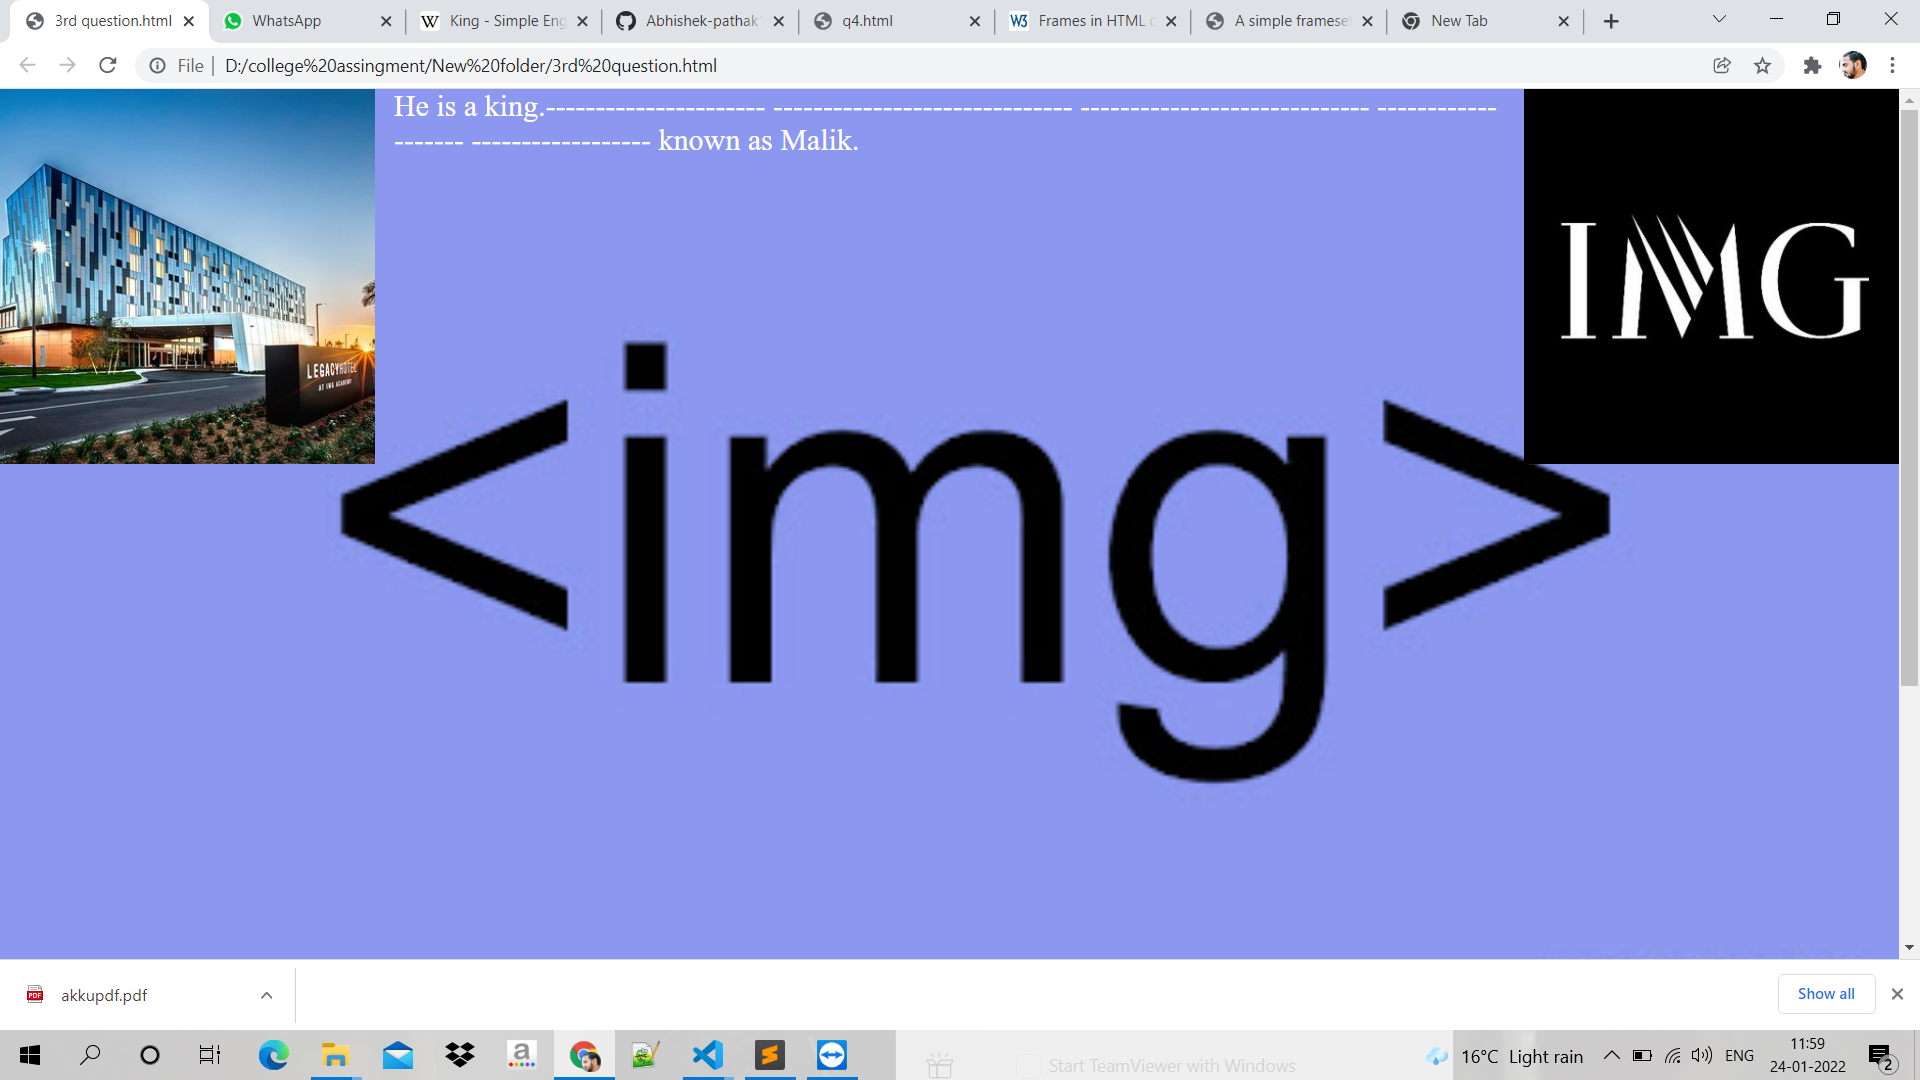 3rd question.html
WhatsApp
King - Simple Eng
Abhishek-pathak
q4.html
Frames in HTML
A simple framese
New Tab
File
D:/college%20assingment/New%20folder/3rd%20question.html
He is a king.---------------------- ------------------------------ ----------------------------- ------------
------- ------------------ known as Malik.
LEGACYHOTEL
AT IMG ACADEMY
IMG
<img>
akkupdf.pdf
Show all
Start TeamViewer with Windows
16°C Light rain
ENG
11:59
24-01-2022
2